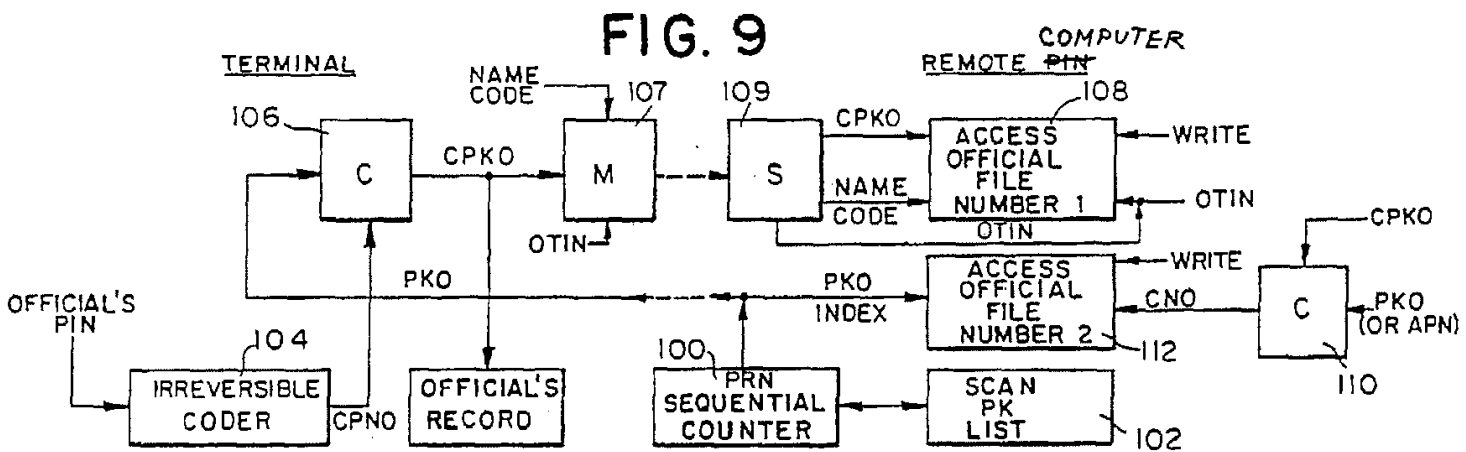 FIG. 9
TERMINAL
REMOTE PIN COMPUTER
NAME CODE
106
107
109
108
C
CPKO
M
S
CPKO
NAME CODE
ACCESS
OFFICIAL
FILE
NUMBER 1
WRITE
OTIN
OTIN
OTIN
CPKO
PKO
PKO
INDEX
ACCESS
OFFICIAL
FILE
NUMBER 2
WRITE
CNO
C
PKO
(OR APN)
112
110
OFFICIAL'S
PIN
104
IRREVERSIBLE
CODER
CPNO
OFFICIAL'S
RECORD
100
PRN
SEQUENTIAL
COUNTER
SCAN
PK
LIST
102